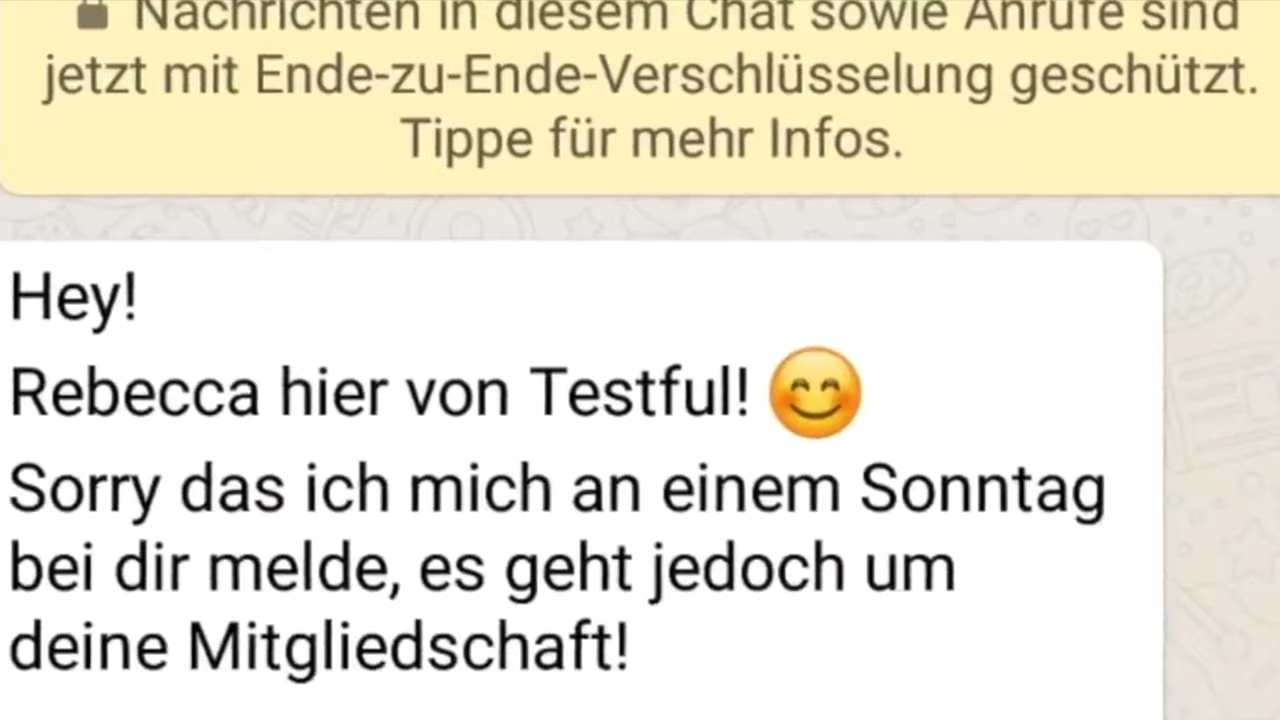 Nachrichten in diesem Chat sowie Anrufe sind
jetzt mit Ende-zu-Ende-Verschlüsselung geschützt.
Tippe für mehr Infos.
Hey!
Rebecca hier von Testful! 😊
Sorry das ich mich an einem Sonntag
bei dir melde, es geht jedoch um
deine Mitgliedschaft!